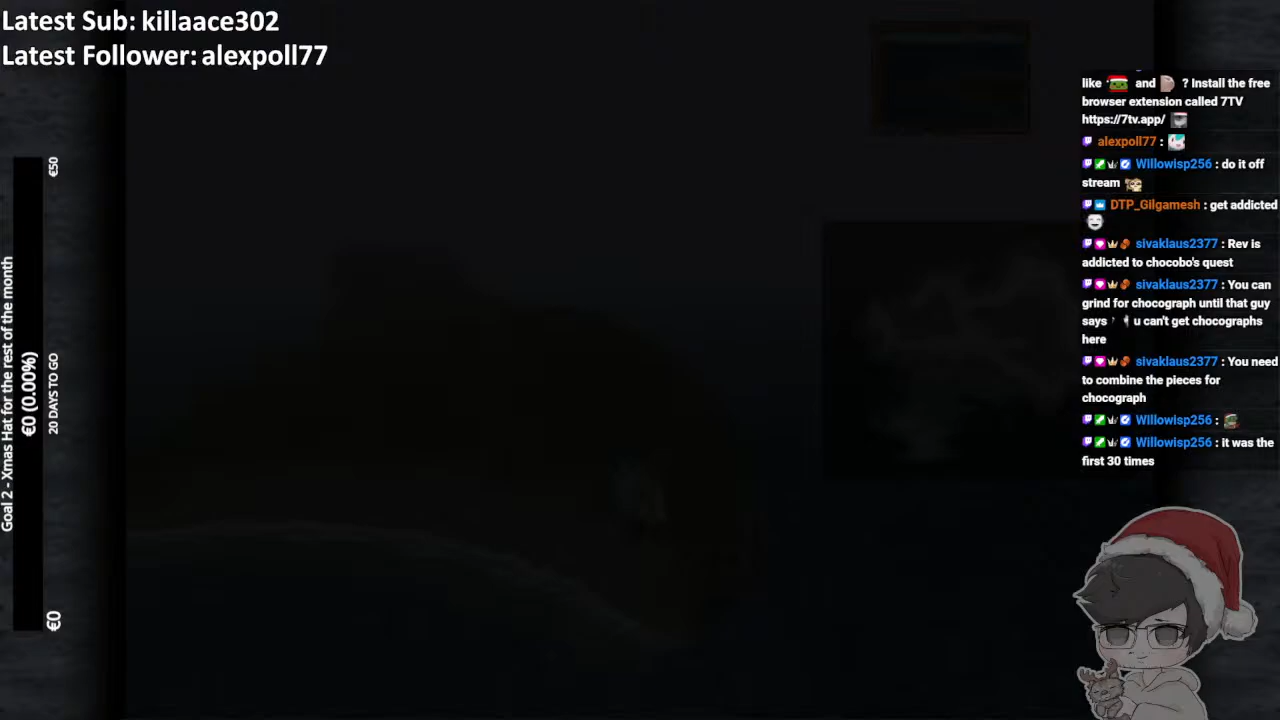 Latest Sub: killaace302
Latest Follower: alexpoll77
€50
Goal 2 - Xmas Hat for the rest of the month
€0 (0.00%)
20 DAYS TO GO
€0
like and ? Install the free
browser extension called 7TV
https://7tv.app/
alexpoll77 :
WIllowisp256 : do it off
stream
DTP_Gilgamesh : get addicted
sivaklaus2377 : Rev is
addicted to chocobo's quest
sivaklaus2377 : You can
grind for chocograph until that guy
says u can't get chocographs
here
sivaklaus2377 : You need
to combine the pieces for
chocograph
WIllowisp256 :
WIllowisp256 : it was the
first 30 times